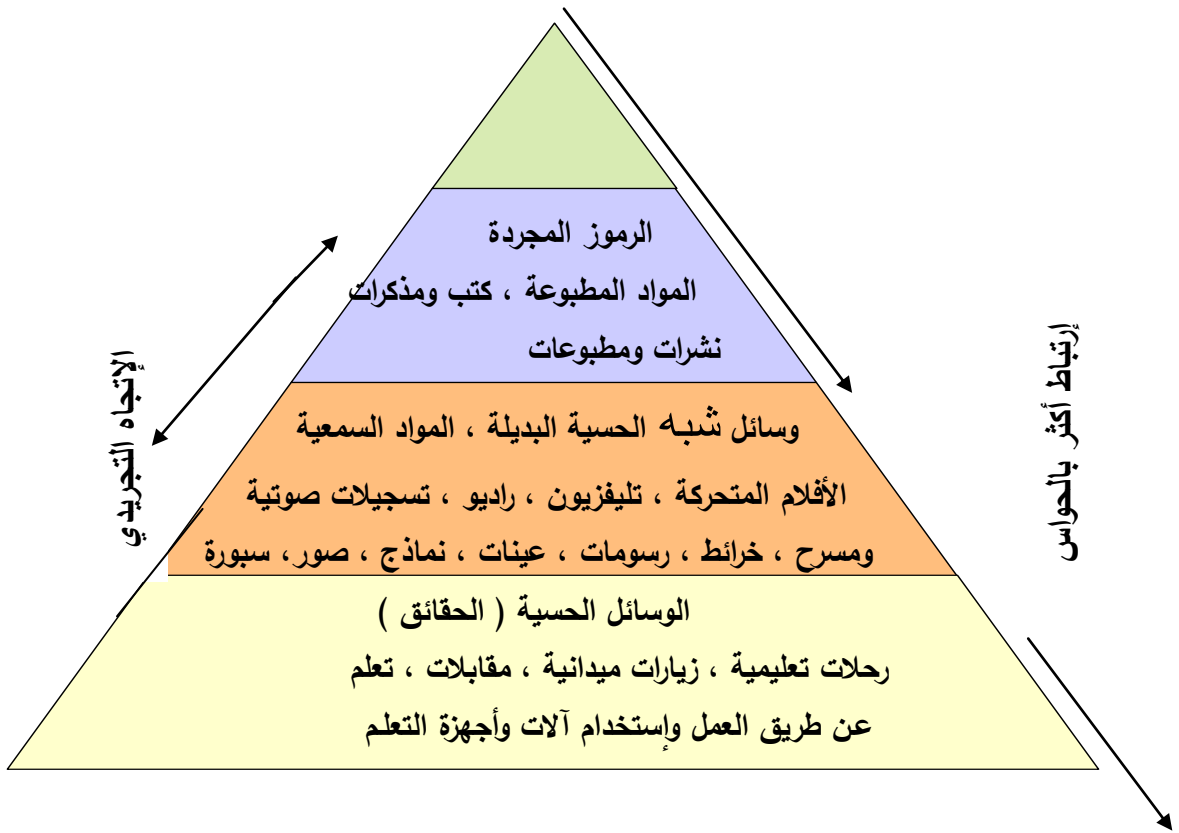 الرموز المجردة
المواد المطبوعة ، كتب ومذكرات
نشرات ومطبوعات
وسائل شبه الحسية البديلة ، المواد السمعية
الأفلام المتحركة ، تليفزيون ، راديو ، تسجيلات صوتية
ومسرح ، خرائط ، رسومات ، عينات ، نماذج ، صور، سبورة
الوسائل الحسية ( الحقائق )
رحلات تعليمية ، زيارات ميدانية ، مقابلات ، تعلم
عن طريق العمل وإستخدام آلات وأجهزة التعلم
إرتباط أكثر بالحواس
الإتجاه التجريدي